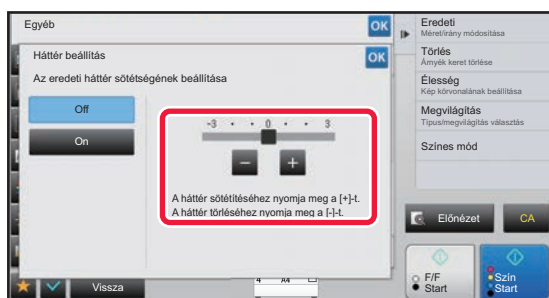 Egyéb
OK
Háttér beállítás
OK
Az eredeti háttér sötétségének beállítása
Off
On
-3 0 3
A háttér sötétítéséhez nyomja meg a [+]-t.
A háttér törléséhez nyomja meg a [-]-t.
Vissza
A4
Eredeti
Méret/irány módosítása
Törlés
Árnyék keret törlése
Élesség
Kép körvonalának beállítása
Megvilágítás
Típus/megvilágítás választás
Színes mód
Előnézet
CA
F/F
Start
Szín
Start